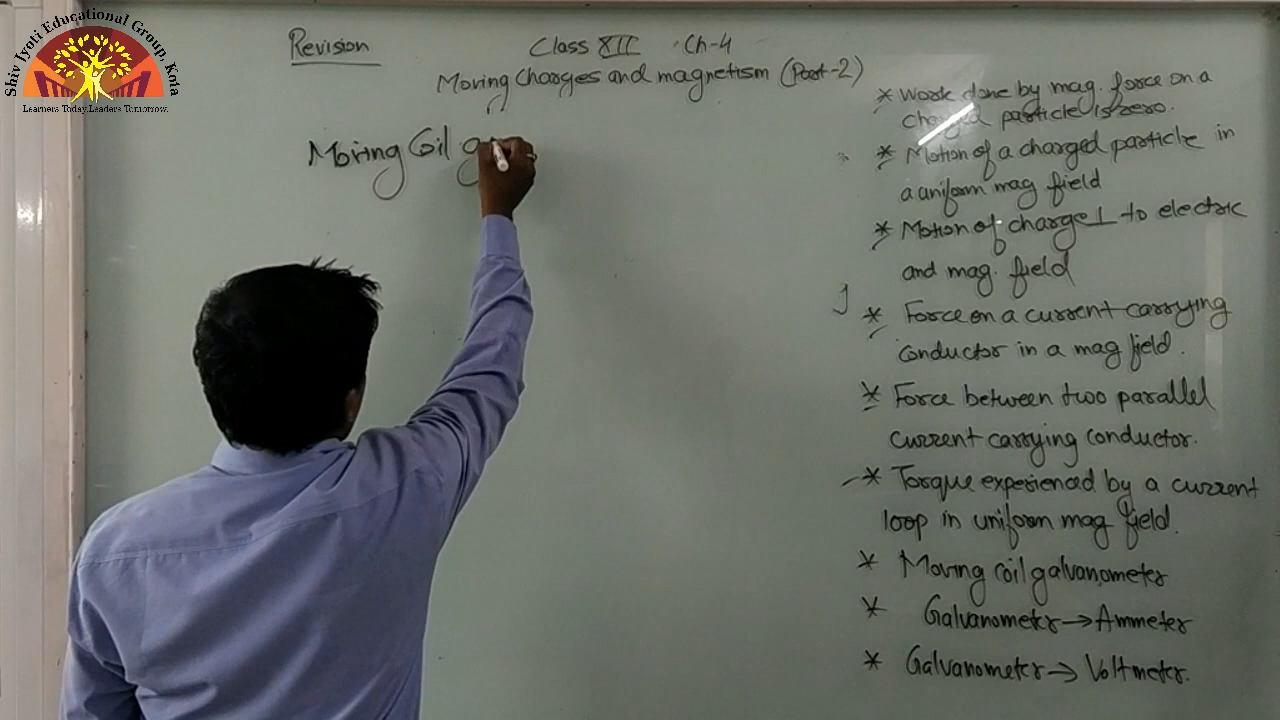 Shiv Jyoti Educational Group, Kota
Learners Today.Leaders Tomorrow.
Revision
Class XII Ch-4
Moving Charges and magnetism (Part-2)
Moving Coil g
* Work done by mag. force on a
charged particle is zero.
* Motion of a charged particle in
a uniform mag field
* Motion of charge ⊥ to electric
and mag. field
* Force on a current carrying
conductor in a mag field.
* Force between two parallel
current carrying conductor.
* Torque experienced by a current
loop in uniform mag field.
* Moving coil galvanometer
* Galvanometer → Ammeter
* Galvanometer → Voltmeter.